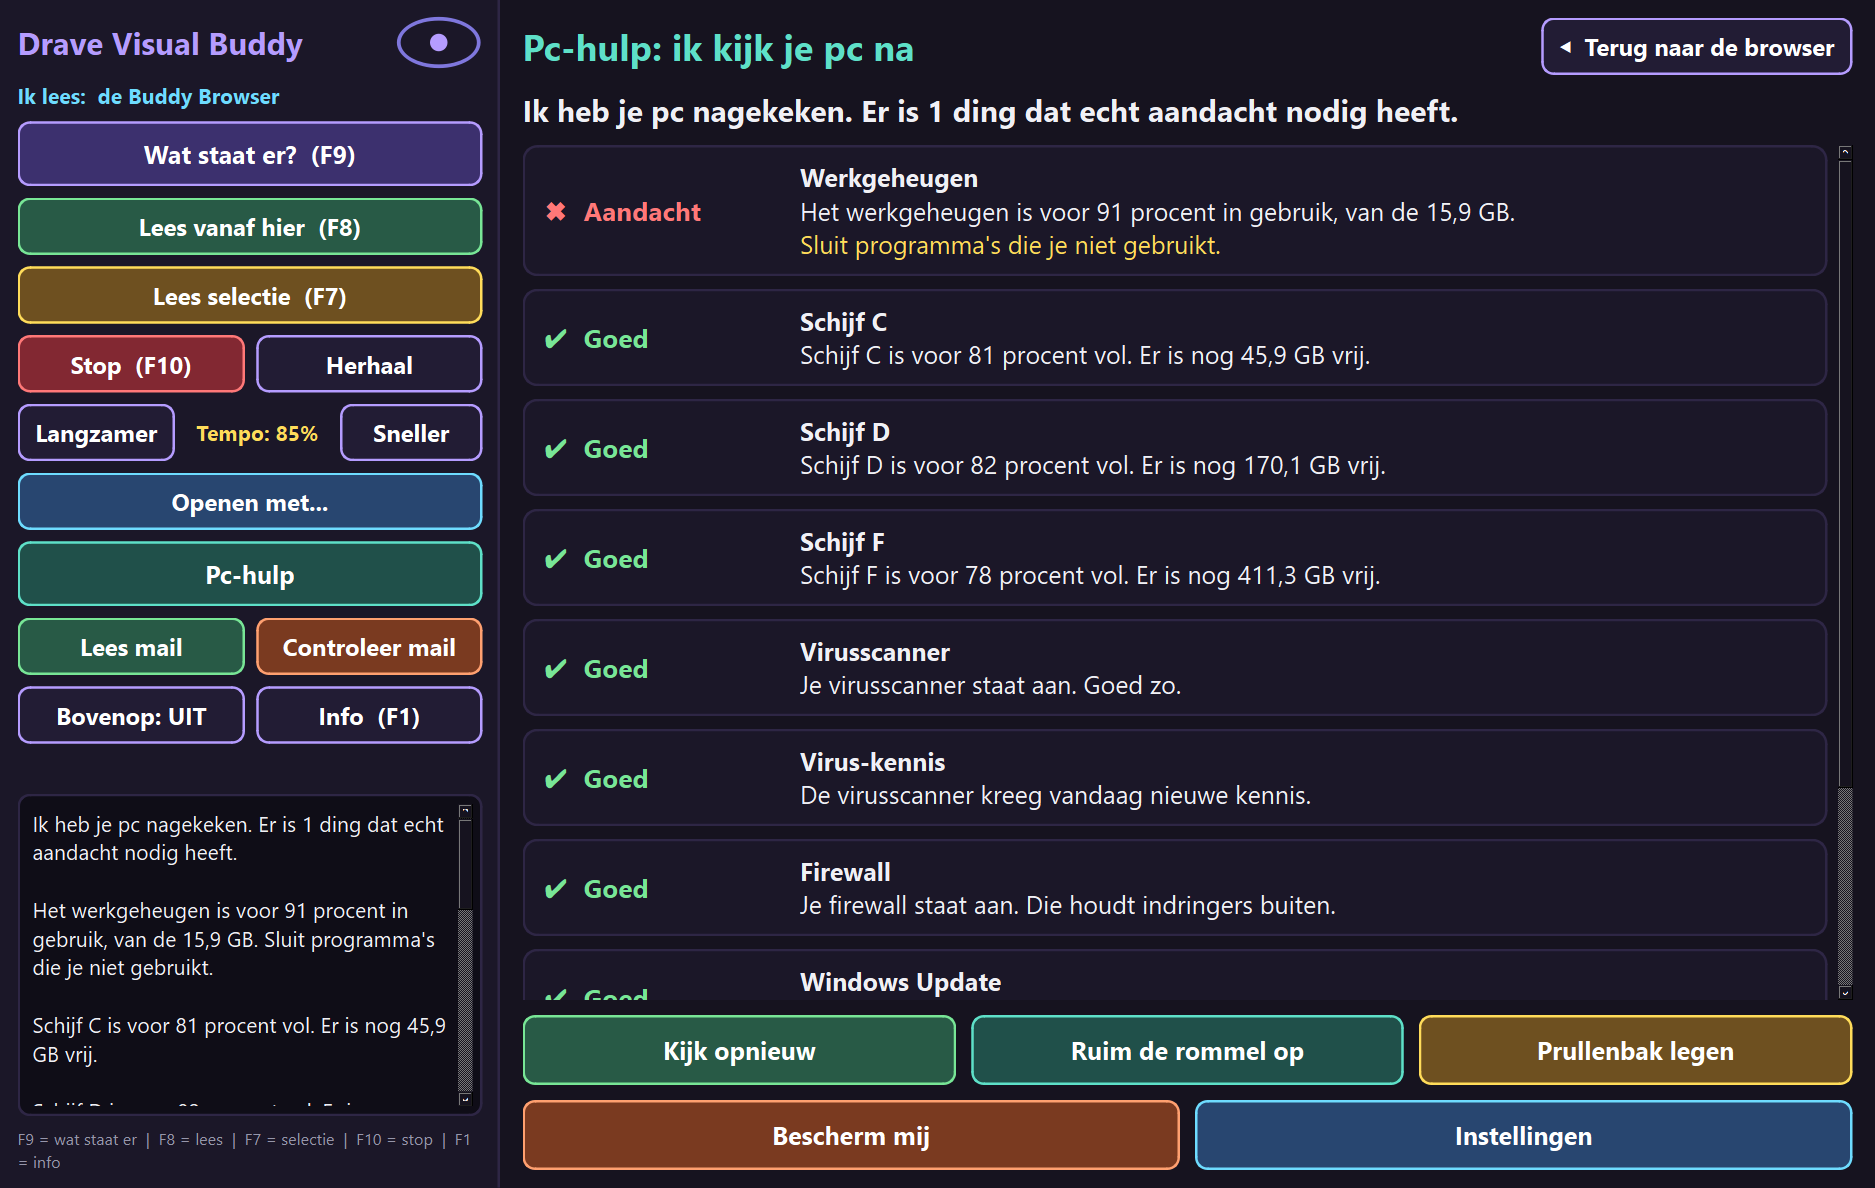 Drave Visual Buddy
Ik lees:  de Buddy Browser
Wat staat er?  (F9)
Lees vanaf hier  (F8)
Lees selectie  (F7)
Stop  (F10)
Herhaal
Langzamer
Tempo: 85%
Sneller
Openen met...
Pc-hulp
Lees mail
Controleer mail
Bovenop: UIT
Info  (F1)
Ik heb je pc nagekeken. Er is 1 ding dat echt
aandacht nodig heeft.
Het werkgeheugen is voor 91 procent in
gebruik, van de 15,9 GB. Sluit programma's
die je niet gebruikt.
Schijf C is voor 81 procent vol. Er is nog 45,9
GB vrij.
F9 = wat staat er  |  F8 = lees  |  F7 = selectie  |  F10 = stop  |  F1
= info
Pc-hulp: ik kijk je pc na
Terug naar de browser
Ik heb je pc nagekeken. Er is 1 ding dat echt aandacht nodig heeft.
Werkgeheugen
✖ Aandacht
Het werkgeheugen is voor 91 procent in gebruik, van de 15,9 GB.
Sluit programma's die je niet gebruikt.
Schijf C
✔ Goed
Schijf C is voor 81 procent vol. Er is nog 45,9 GB vrij.
Schijf D
✔ Goed
Schijf D is voor 82 procent vol. Er is nog 170,1 GB vrij.
Schijf F
✔ Goed
Schijf F is voor 78 procent vol. Er is nog 411,3 GB vrij.
Virusscanner
✔ Goed
Je virusscanner staat aan. Goed zo.
Virus-kennis
✔ Goed
De virusscanner kreeg vandaag nieuwe kennis.
Firewall
✔ Goed
Je firewall staat aan. Die houdt indringers buiten.
Windows Update
✔ Goed
Kijk opnieuw
Ruim de rommel op
Prullenbak legen
Bescherm mij
Instellingen